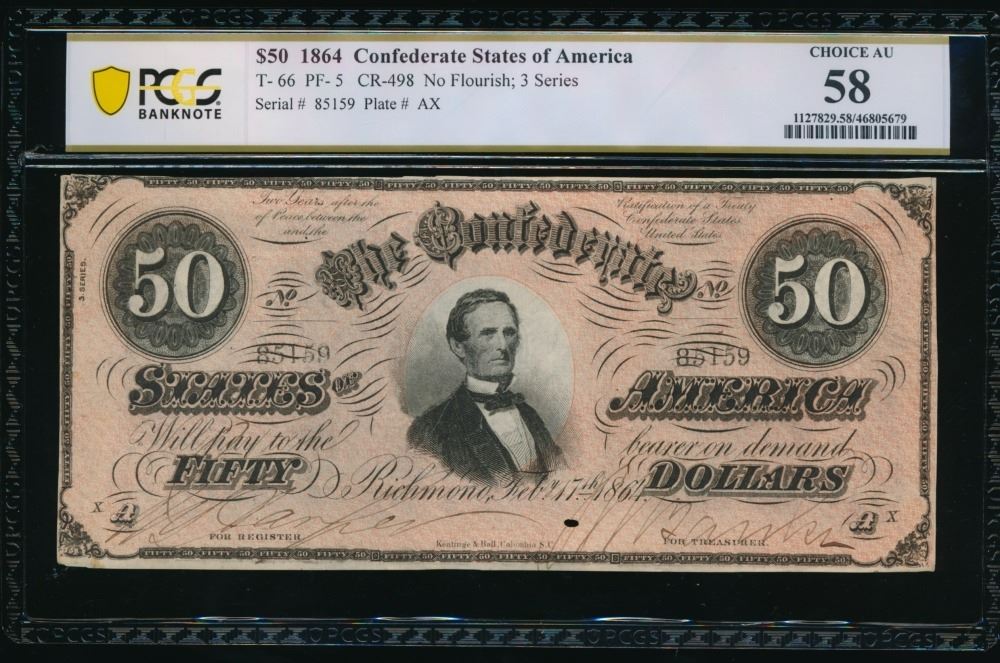 $50 1864 Confederate States of America
T- 66 PF- 5 CR-498 No Flourish; 3 Series
Serial # 85159 Plate # AX
PCGS
BANKNOTE
CHOICE AU
58
1127829.58/46805679
Two Years after the
of Peace between the
and the
Ratification of a Treaty
Confederate States
United States
The Confederate
50
50
3 SERIES.
No
No
85159
85159
STATES OF
AMERICA
Will pay to the
bearer on demand
FIFTY
DOLLARS
Richmond, Feby. 17th 1864.
X A
A X
FOR REGISTER
Keatinge & Ball, Columbia S.C.
FOR TREASURER.